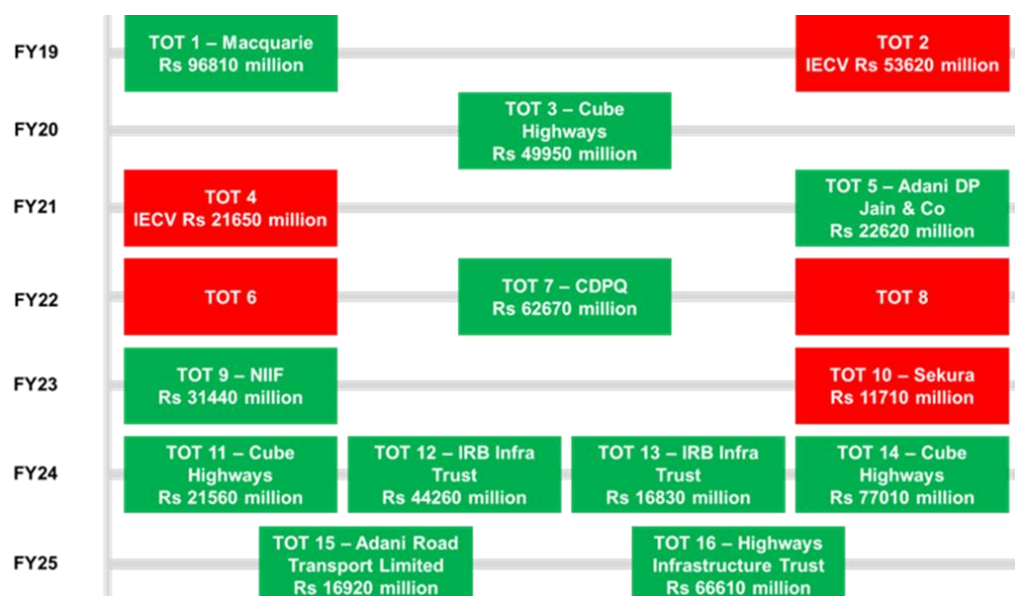 FY19
TOT 1 – Macquarie
Rs 96810 million
TOT 2
IECV Rs 53620 million
FY20
TOT 3 – Cube
Highways
Rs 49950 million
FY21
TOT 4
IECV Rs 21650 million
TOT 5 – Adani DP
Jain & Co
Rs 22620 million
FY22
TOT 6
TOT 7 – CDPQ
Rs 62670 million
TOT 8
FY23
TOT 9 – NIIF
Rs 31440 million
TOT 10 – Sekura
Rs 11710 million
FY24
TOT 11 – Cube
Highways
Rs 21560 million
TOT 12 – IRB Infra
Trust
Rs 44260 million
TOT 13 – IRB Infra
Trust
Rs 16830 million
TOT 14 – Cube
Highways
Rs 77010 million
FY25
TOT 15 – Adani Road
Transport Limited
Rs 16920 million
TOT 16 – Highways
Infrastructure Trust
Rs 66610 million